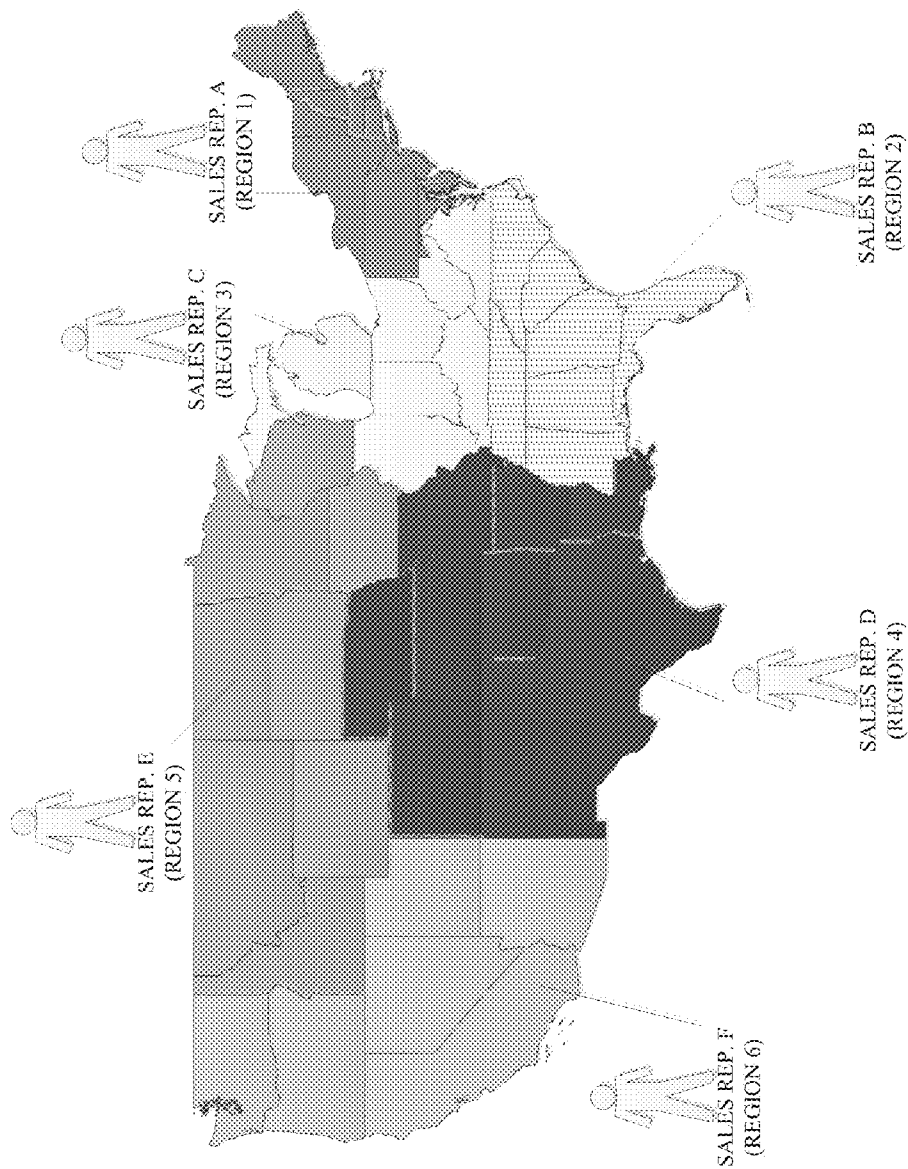 SALES REP. A
(REGION 1)
SALES REP. C
(REGION 3)
SALES REP. B
(REGION 2)
SALES REP. E
(REGION 5)
SALES REP. D
(REGION 4)
SALES REP. F
(REGION 6)